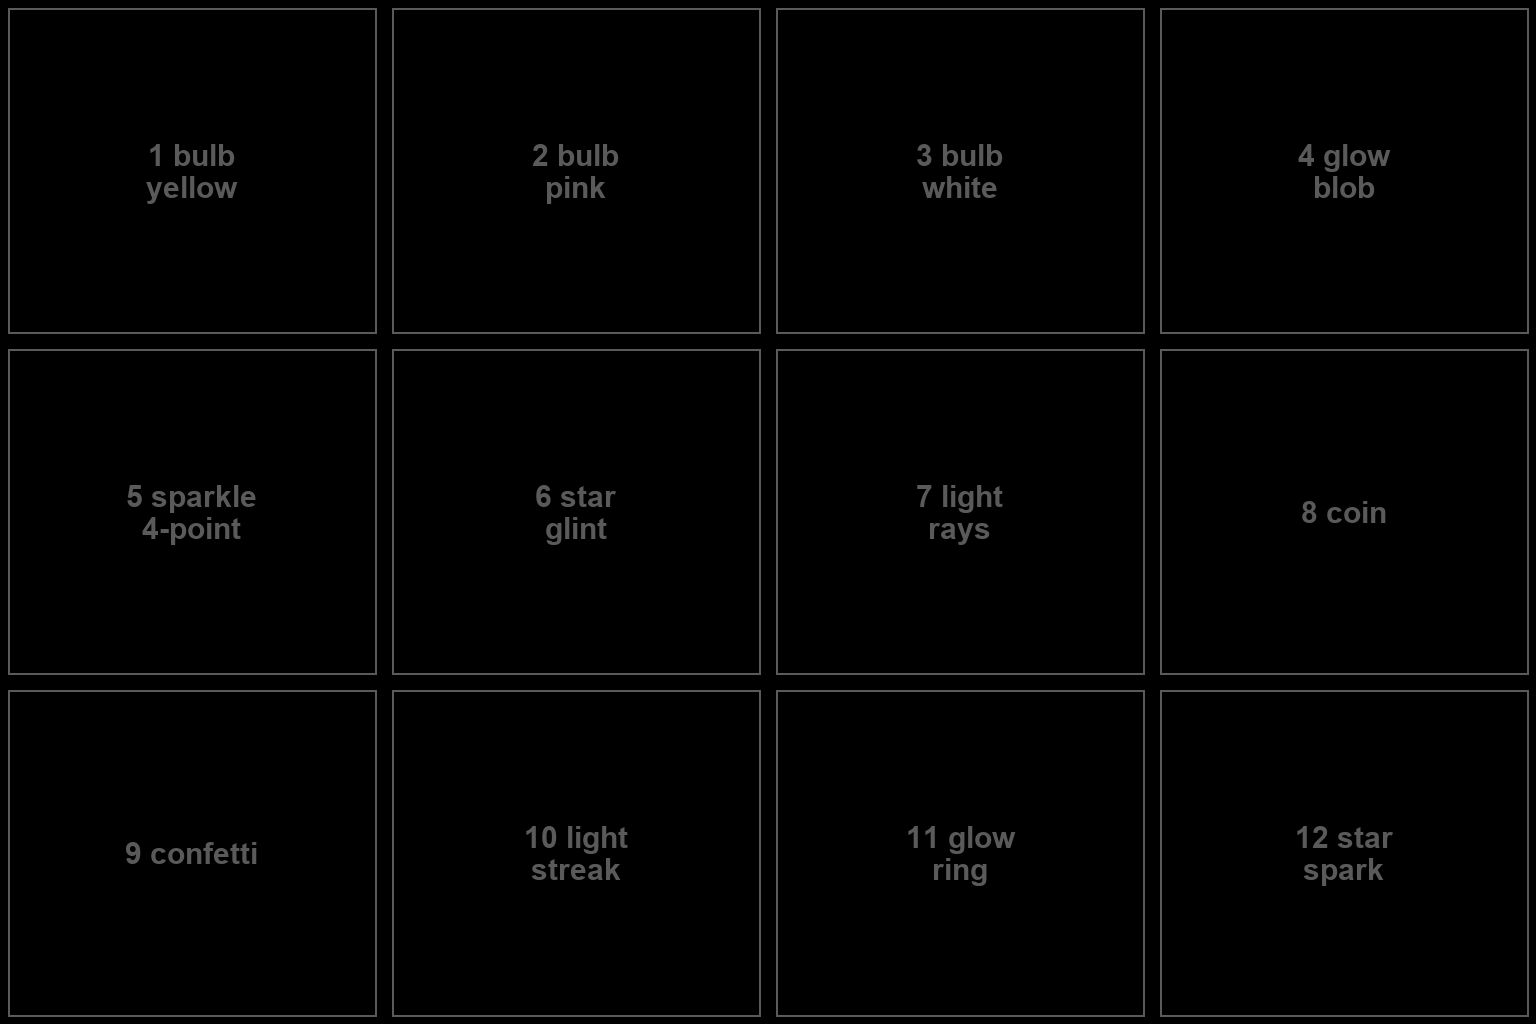 1 bulb
yellow
2 bulb
pink
3 bulb
white
4 glow
blob
5 sparkle
4-point
6 star
glint
7 light
rays
8 coin
9 confetti
10 light
streak
11 glow
ring
12 star
spark